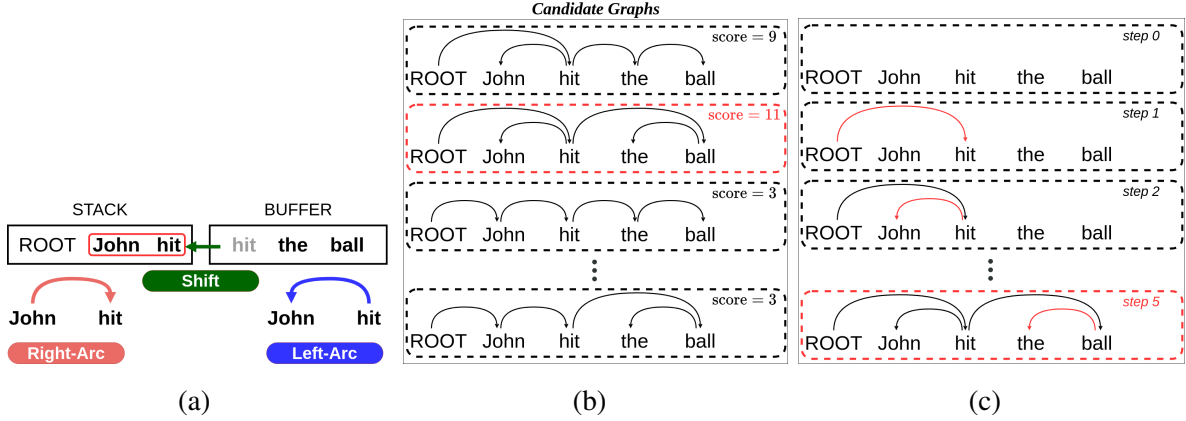 STACK BUFFER
ROOT John hit hit the ball
Shift
John hit John hit
Right-Arc Left-Arc
(a)
Candidate Graphs
score = 9
ROOT John hit the ball
score = 11
ROOT John hit the ball
score = 3
ROOT John hit the ball
score = 3
ROOT John hit the ball
(b)
step 0
ROOT John hit the ball
step 1
ROOT John hit the ball
step 2
ROOT John hit the ball
step 5
ROOT John hit the ball
(c)